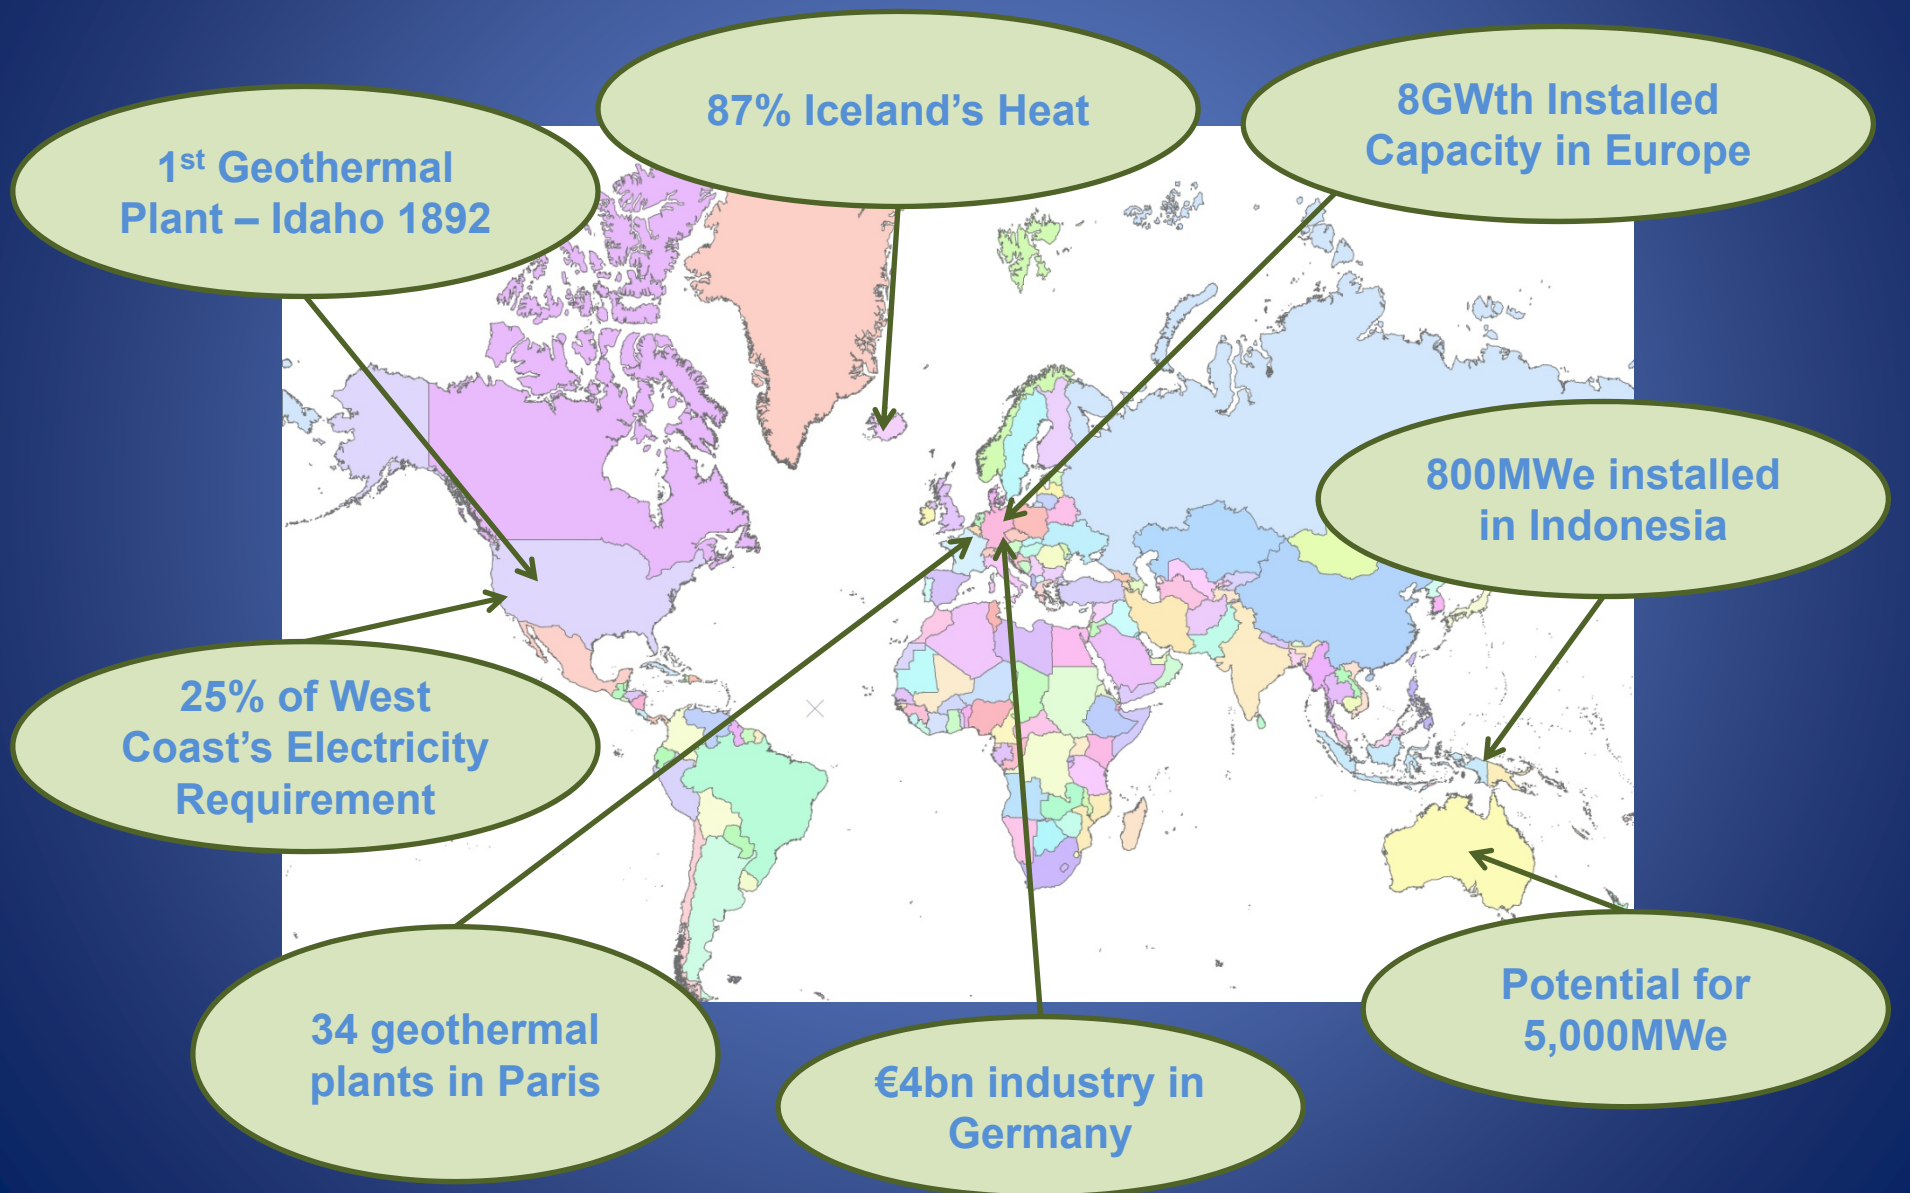 87% Iceland's Heat
8GWth Installed
Capacity in Europe
1st Geothermal
Plant – Idaho 1892
800MWe installed
in Indonesia
25% of West
Coast's Electricity
Requirement
Potential for
5,000MWe
34 geothermal
plants in Paris
€4bn industry in
Germany